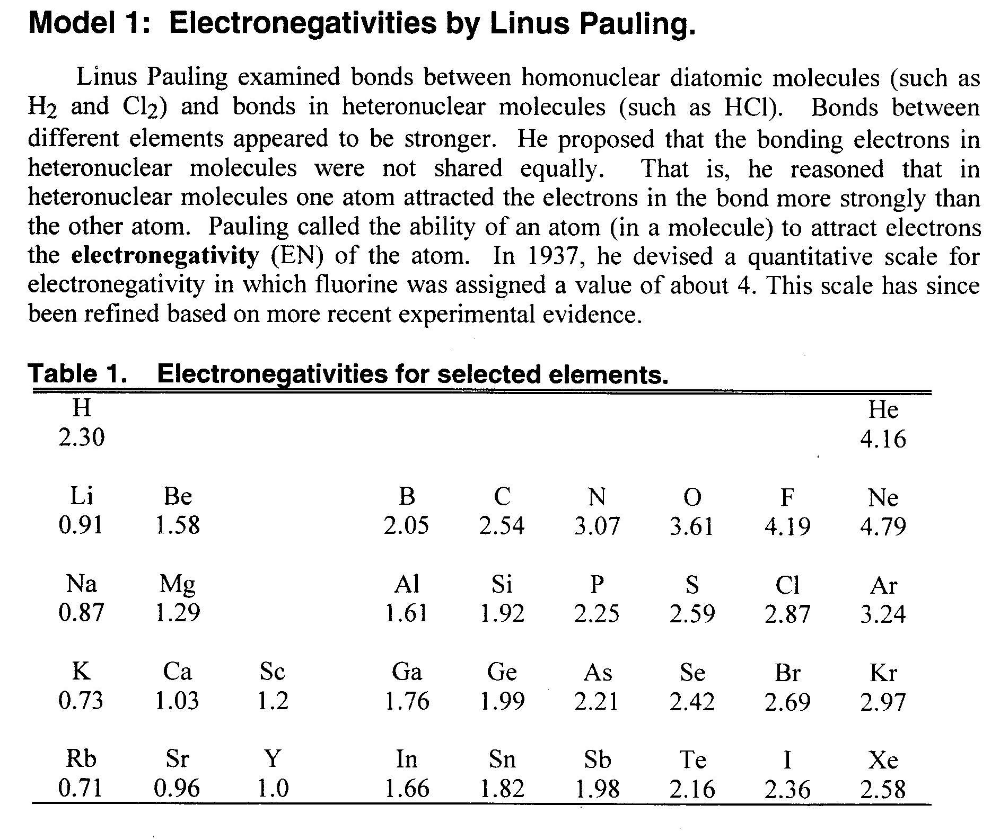 Model 1: Electronegativities by Linus Pauling.
Linus Pauling examined bonds between homonuclear diatomic molecules (such as
H2 and Cl2) and bonds in heteronuclear molecules (such as HCl). Bonds between
different elements appeared to be stronger. He proposed that the bonding electrons in
heteronuclear molecules were not shared equally. That is, he reasoned that in
heteronuclear molecules one atom attracted the electrons in the bond more strongly than
the other atom. Pauling called the ability of an atom (in a molecule) to attract electrons
the electronegativity (EN) of the atom. In 1937, he devised a quantitative scale for
electronegativity in which fluorine was assigned a value of about 4. This scale has since
been refined based on more recent experimental evidence.
Table 1. Electronegativities for selected elements.
H He
2.30 4.16
Li Be B C N O F Ne
0.91 1.58 2.05 2.54 3.07 3.61 4.19 4.79
Na Mg Al Si P S Cl Ar
0.87 1.29 1.61 1.92 2.25 2.59 2.87 3.24
K Ca Sc Ga Ge As Se Br Kr
0.73 1.03 1.2 1.76 1.99 2.21 2.42 2.69 2.97
Rb Sr Y In Sn Sb Te I Xe
0.71 0.96 1.0 1.66 1.82 1.98 2.16 2.36 2.58